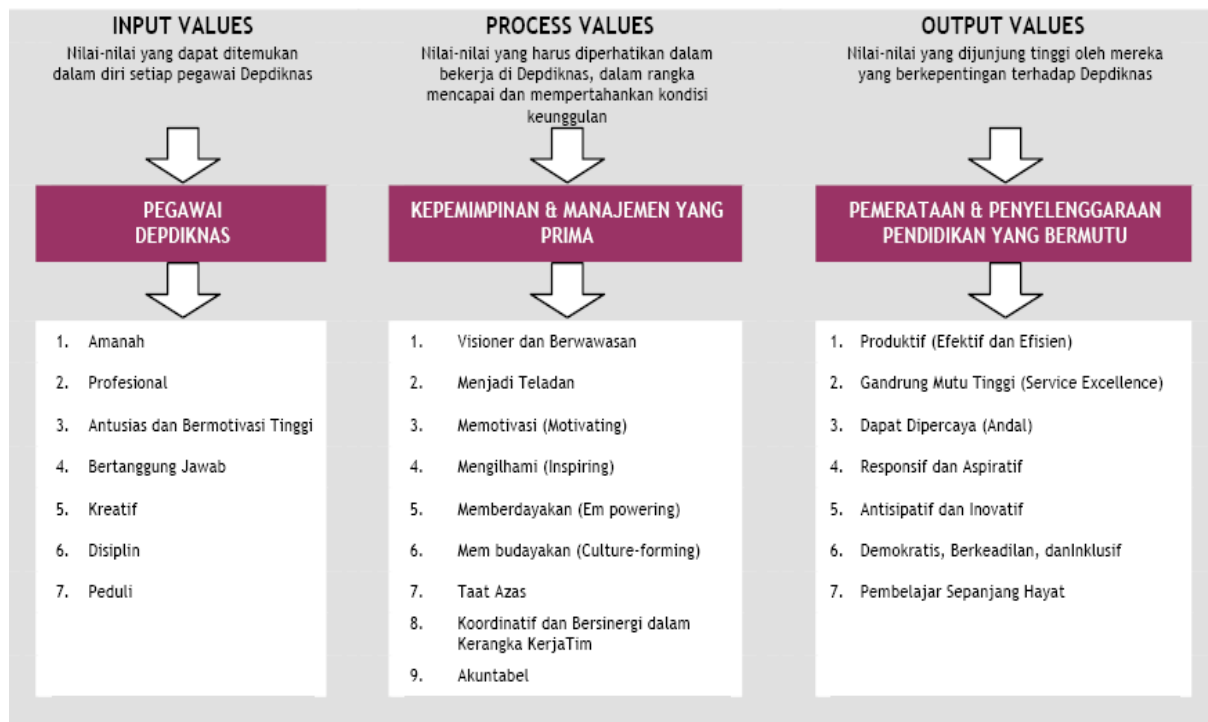 INPUT VALUES
Nilai-nilai yang dapat ditemukan
dalam diri setiap pegawai Depdiknas
PEGAWAI
DEPDIKNAS
1. Amanah
2. Profesional
3. Antusias dan Bermotivasi Tinggi
4. Bertanggung Jawab
5. Kreatif
6. Disiplin
7. Peduli
PROCESS VALUES
Nilai-nilai yang harus diperhatikan dalam
bekerja di Depdiknas, dalam rangka
mencapai dan mempertahankan kondisi
keunggulan
KEPEMIMPINAN & MANAJEMEN YANG
PRIMA
1. Visioner dan Berwawasan
2. Menjadi Teladan
3. Memotivasi (Motivating)
4. Mengilhami (Inspiring)
5. Memberdayakan (Em powering)
6. Mem budayakan (Culture-forming)
7. Taat Azas
8. Koordinatif dan Bersinergi dalam
Kerangka KerjaTim
9. Akuntabel
OUTPUT VALUES
Nilai-nilai yang dijunjung tinggi oleh mereka
yang berkepentingan terhadap Depdiknas
PEMERATAAN & PENYELENGGARAAN
PENDIDIKAN YANG BERMUTU
1. Produktif (Efektif dan Efisien)
2. Gandrung Mutu Tinggi (Service Excellence)
3. Dapat Dipercaya (Andal)
4. Responsif dan Aspiratif
5. Antisipatif dan Inovatif
6. Demokratis, Berkeadilan, danInklusif
7. Pembelajar Sepanjang Hayat